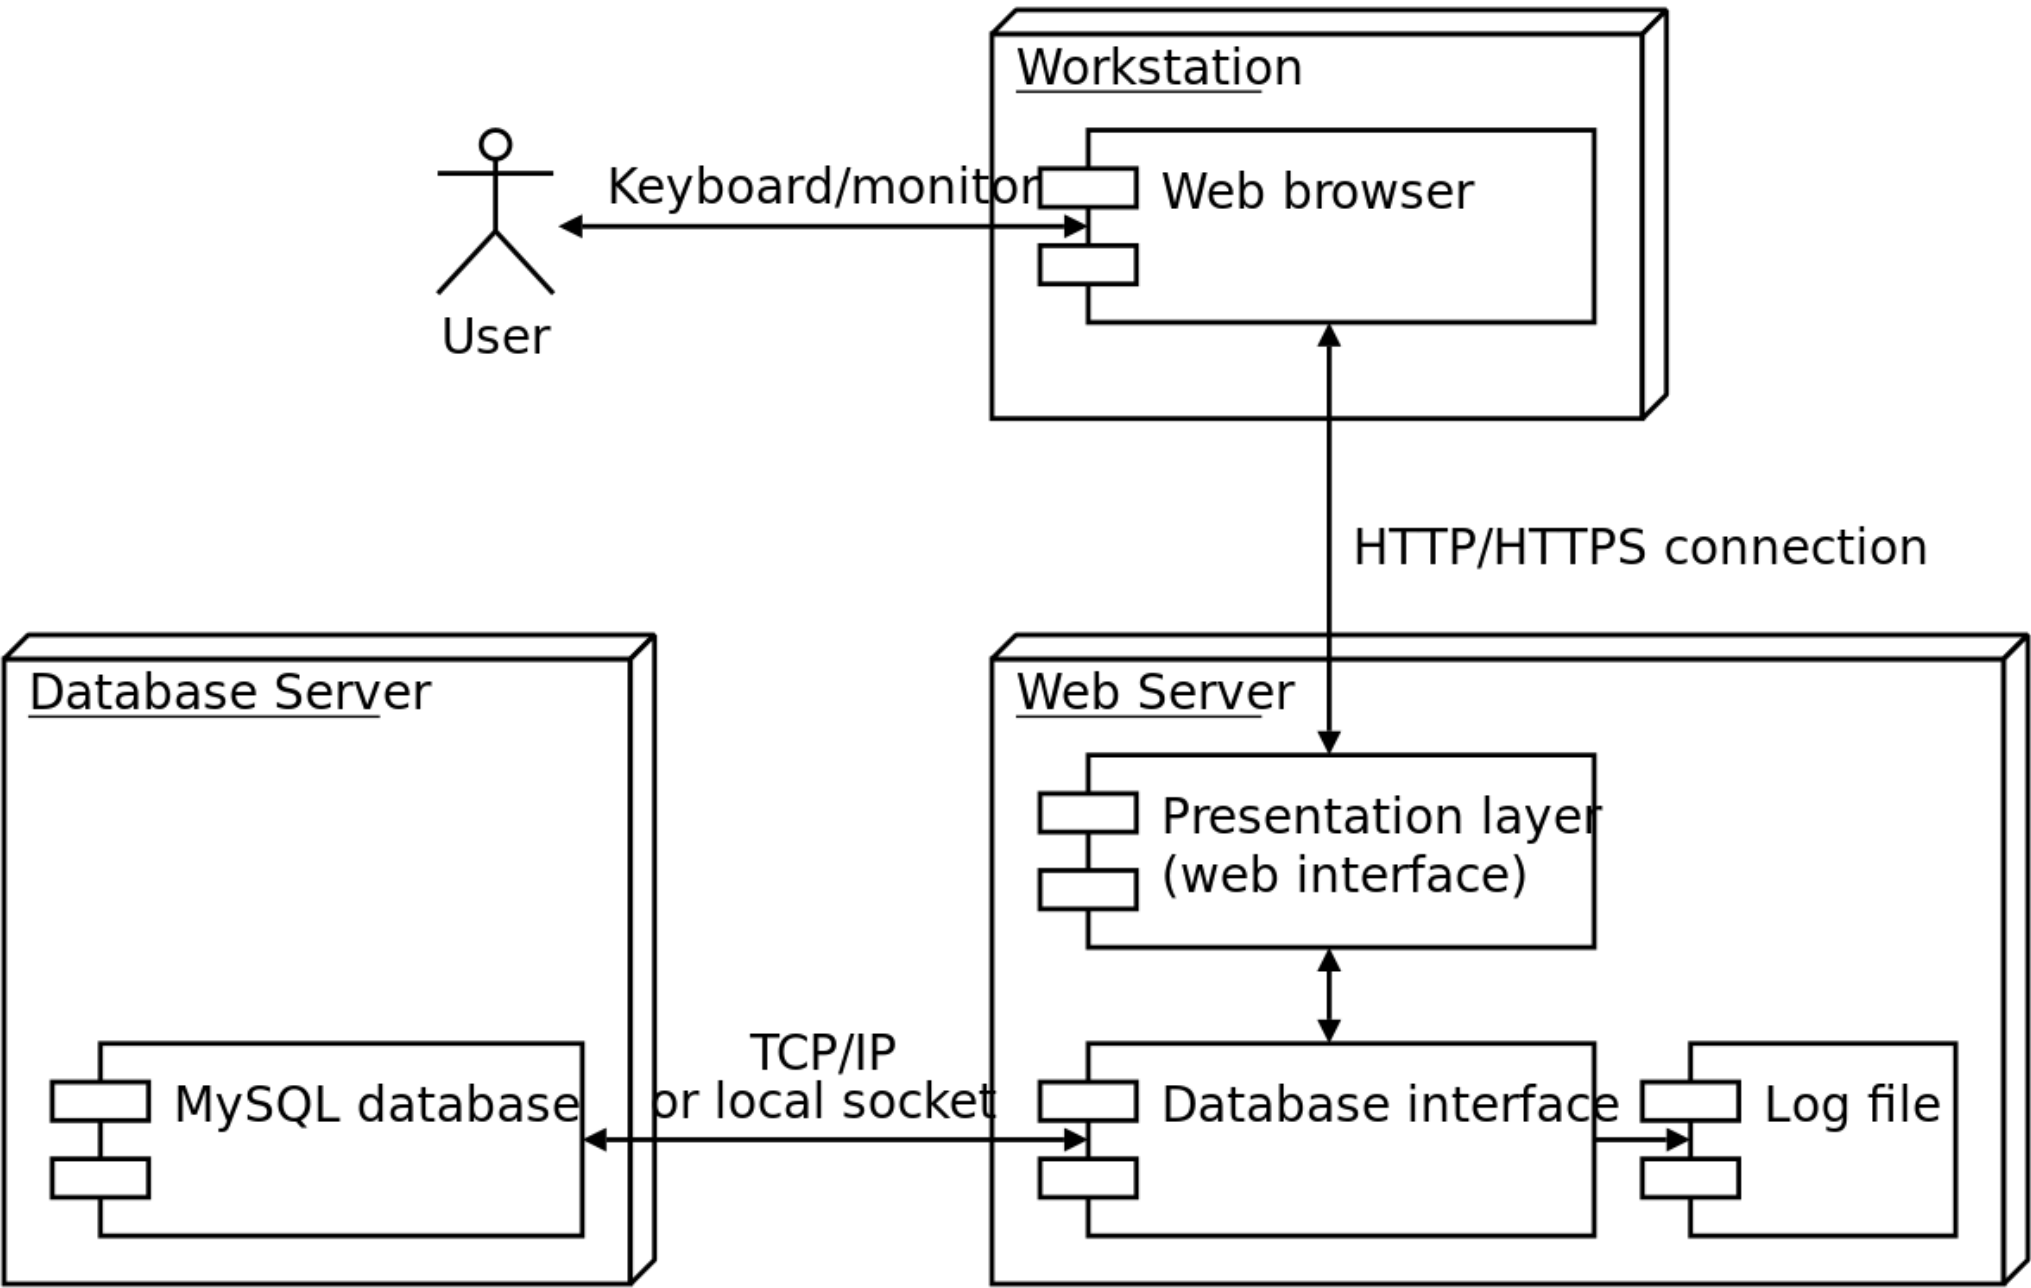 Workstation
Keyboard/monitor
Web browser
User
HTTP/HTTPS connection
Database Server
Web Server
Presentation layer
(web interface)
TCP/IP
or local socket
MySQL database
Database interface
Log file